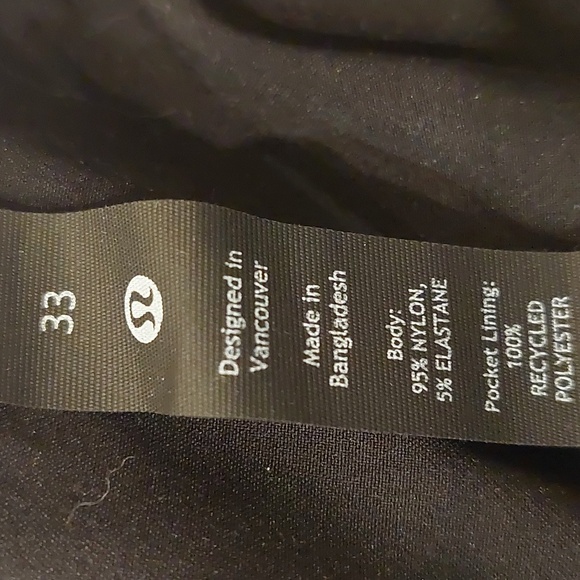 33
Designed in
Vancouver
Made in
Bangladesh
Body:
95% NYLON,
5% ELASTANE
Pocket Lining:
100%
RECYCLED
POLYESTER